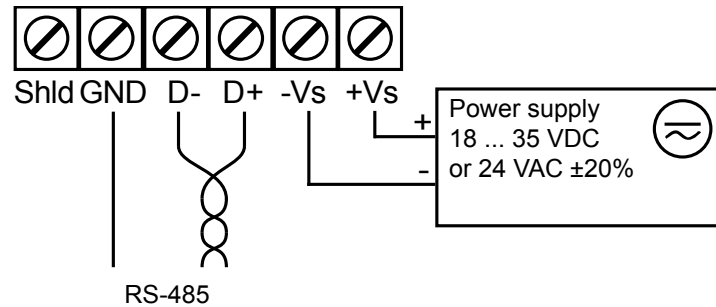 Shld GND D- D+ -Vs +Vs
+
Power supply
18 ... 35 VDC
or 24 VAC ±20%
-
RS-485